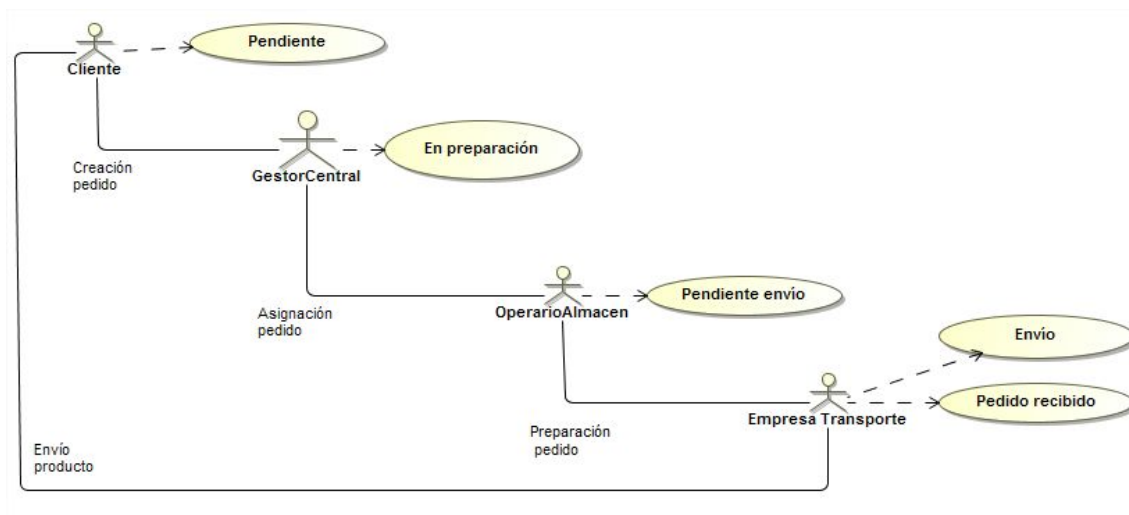 Pendiente
Cliente
En preparación
Creación
pedido
GestorCentral
Pendiente envío
Asignación
pedido
OperarioAlmacen
Envío
Pedido recibido
Empresa Transporte
Preparación
pedido
Envío
producto